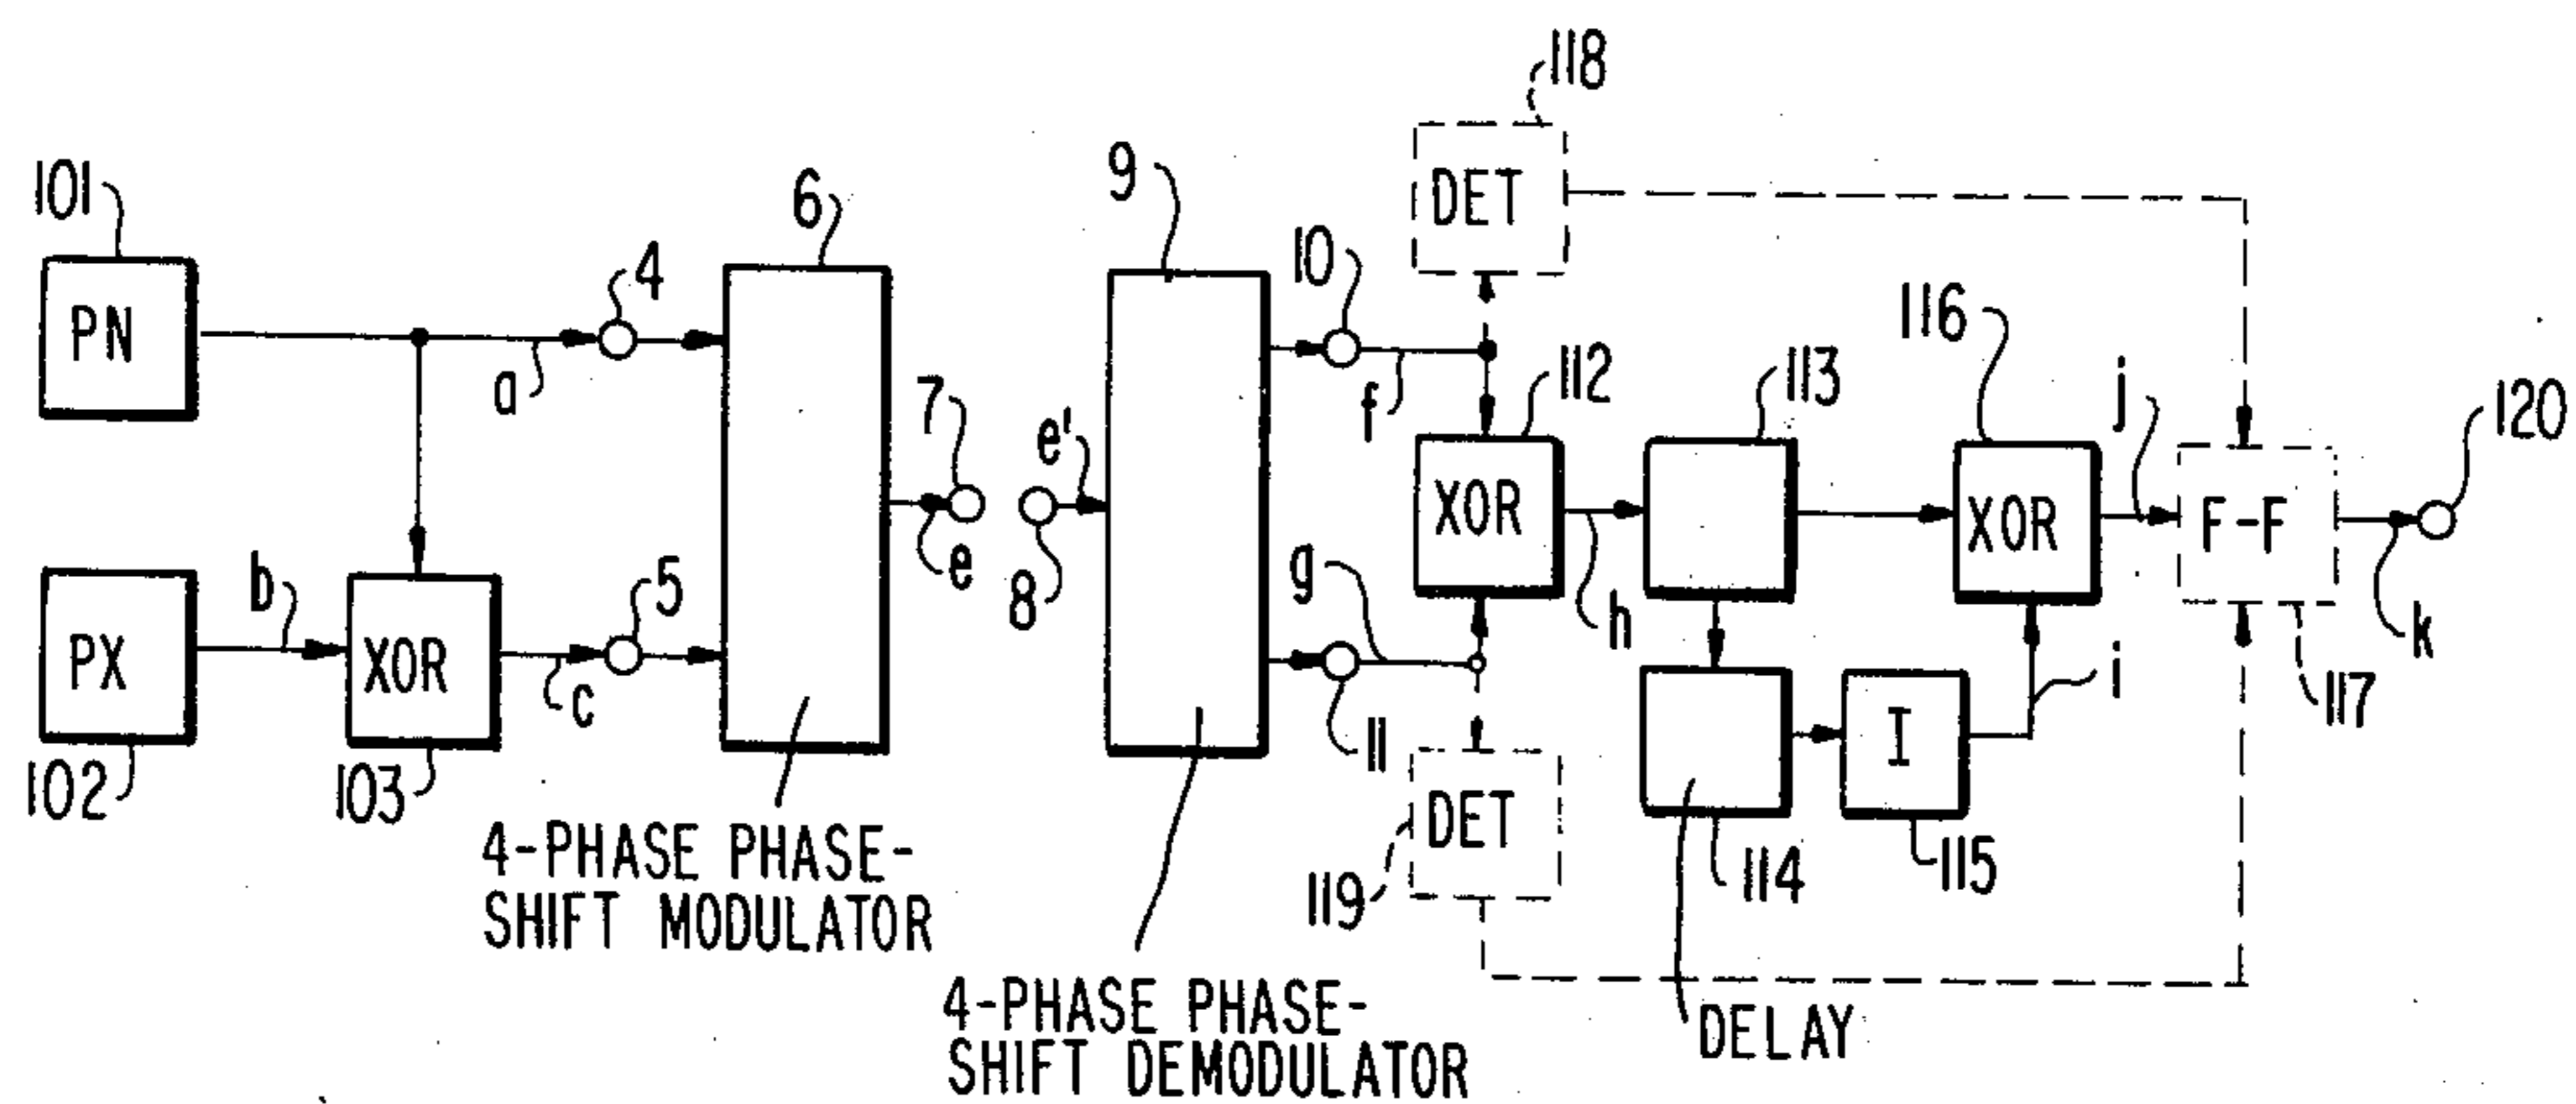 118
DET
101
PN
a
4
6
9
10
f
112
XOR
113
116
XOR
j
120
7
e
e'
8
g
h
F-F
k
117
PX
102
b
XOR
103
c
5
11
DET
119
114
I
115
i
4-PHASE PHASE-
SHIFT MODULATOR
4-PHASE PHASE-
SHIFT DEMODULATOR
DELAY